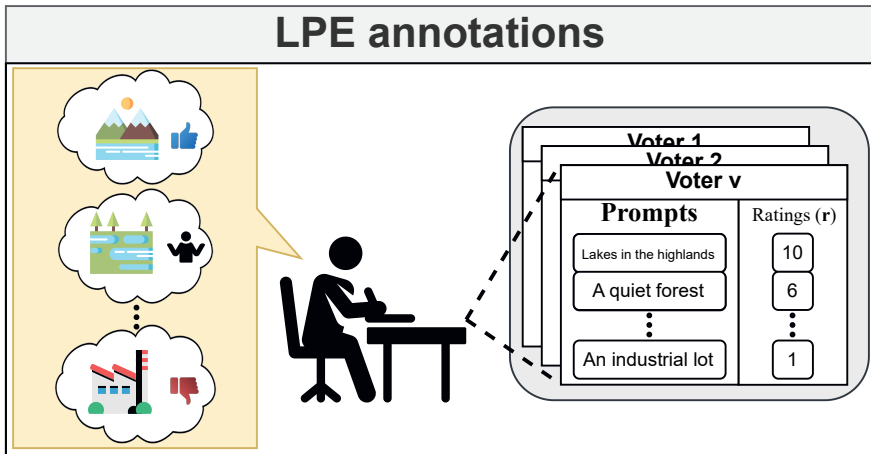 LPE annotations
Voter 1
Voter 2
Voter v
Prompts Ratings (r)
Lakes in the highlands 10
A quiet forest 6
An industrial lot 1